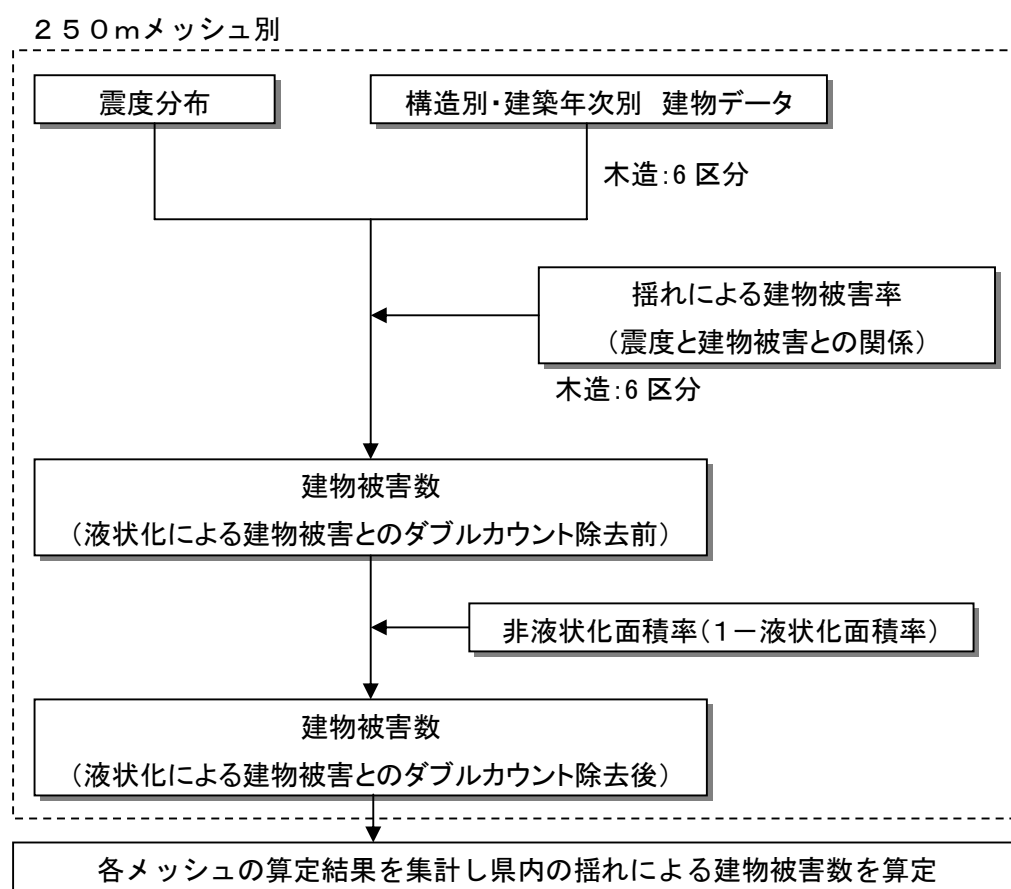 ２５０ｍメッシュ別
震度分布
構造別・建築年次別　建物データ
木造：6 区分
揺れによる建物被害率
（震度と建物被害との関係）
木造：6 区分
建物被害数
（液状化による建物被害とのダブルカウント除去前）
非液状化面積率（１－液状化面積率）
建物被害数
（液状化による建物被害とのダブルカウント除去後）
各メッシュの算定結果を集計し県内の揺れによる建物被害数を算定